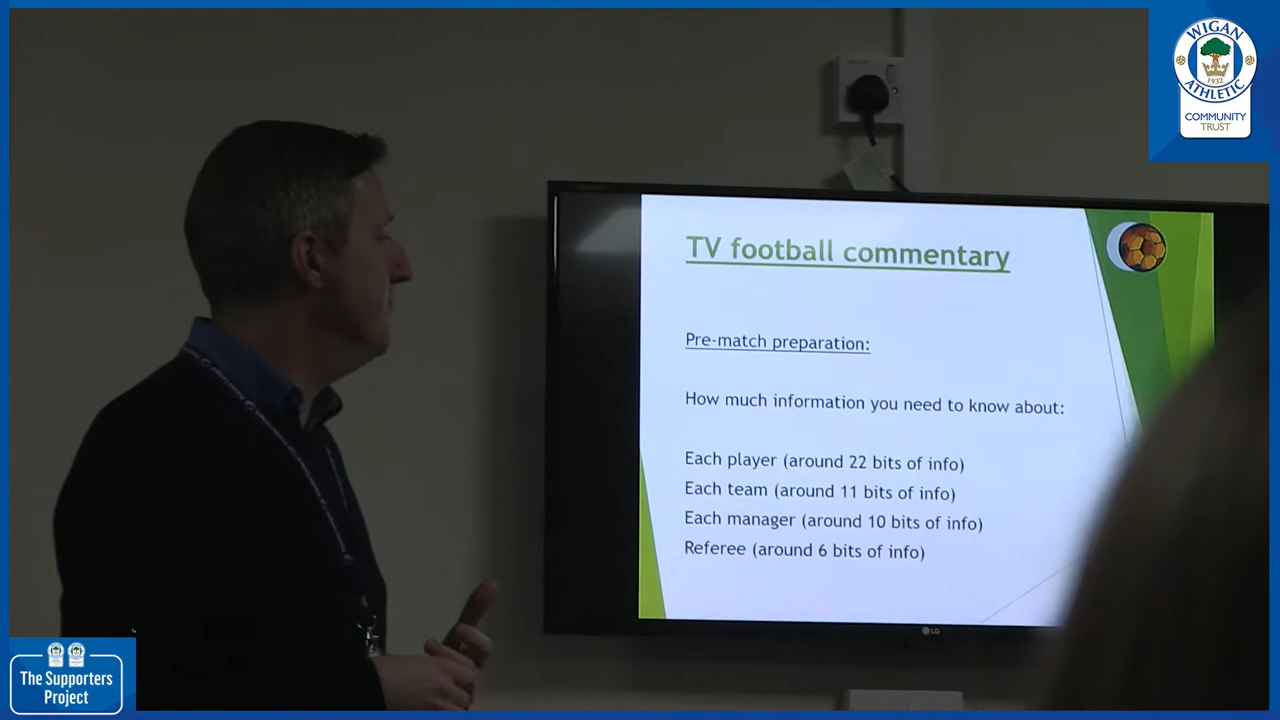 WIGAN
1932
ATHLETIC
COMMUNITY
TRUST
TV football commentary
Pre-match preparation:
How much information you need to know about:
Each player (around 22 bits of info)
Each team (around 11 bits of info)
Each manager (around 10 bits of info)
Referee (around 6 bits of info)
LG
The Supporters
Project